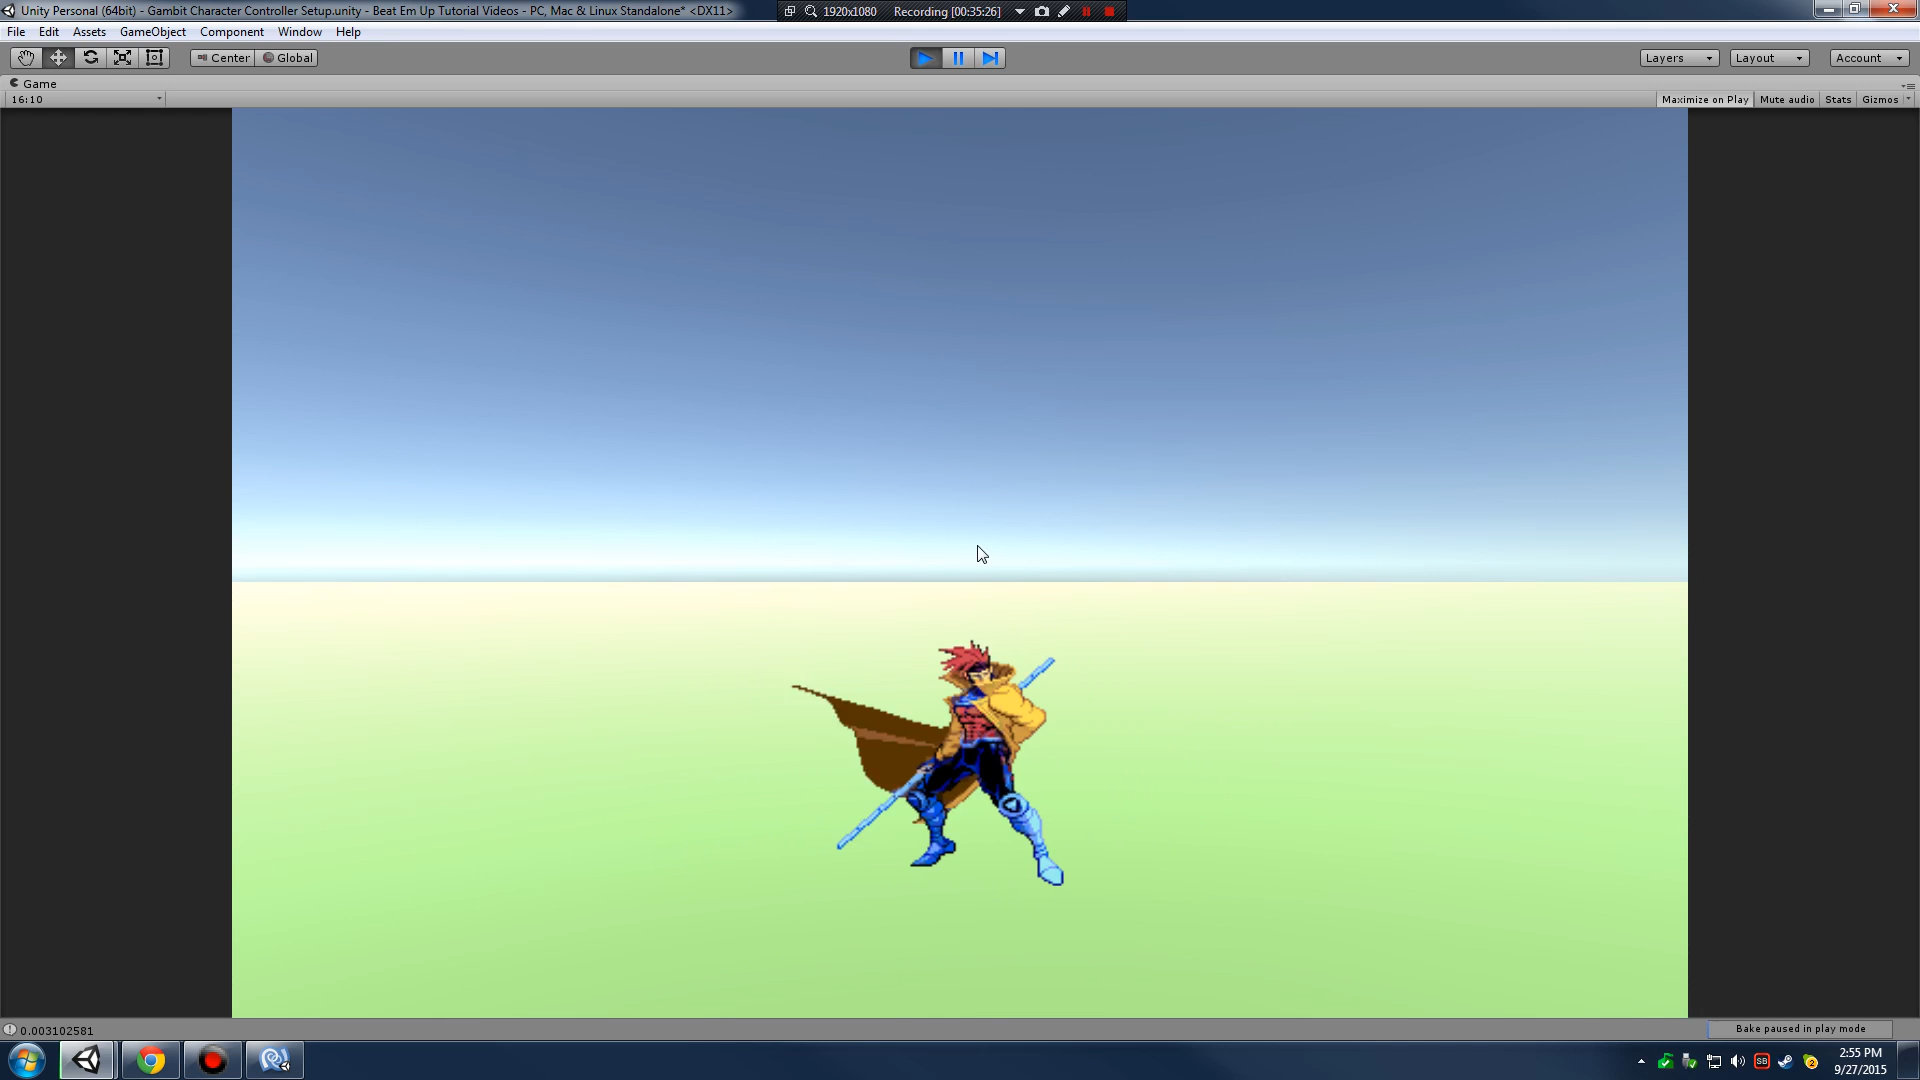 Unity Personal (64bit) - Gambit Character Controller Setup.unity - Beat Em Up Tutorial Videos - PC, Mac & Linux Standalone* <DX11>
1920x1080 Recording [00:35:26]
File Edit Assets GameObject Component Window Help
Center Global Layers Layout Account
Game
16:10 Maximize on Play Mute audio Stats Gizmos
0.003102581 Bake paused in play mode
SB 2
2:55 PM
9/27/2015